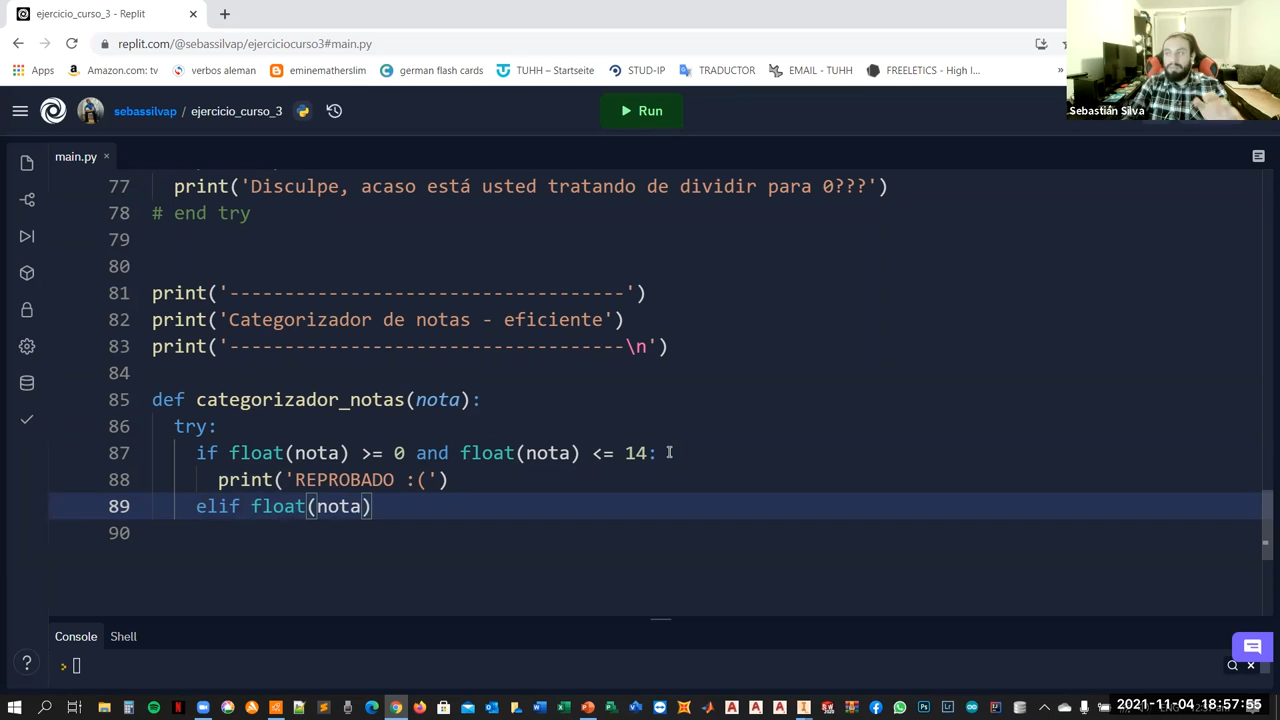 ejercicio_curso_3 - Replit
replit.com/@sebassilvap/ejerciciocurso3#main.py
Apps Amazon.com: tv verbos aleman eminematherslim german flash cards TUHH – Startseite STUD-IP TRADUCTOR EMAIL - TUHH FREELETICS - High I... »
Sebastián Silva
sebassilvap / ejercicio_curso_3 Run
main.py
77 print('Disculpe, acaso está usted tratando de dividir para 0???')
78 # end try
79
80
81 print('------------------------------------')
82 print('Categorizador de notas - eficiente')
83 print('------------------------------------\n')
84
85 def categorizador_notas(nota):
86 try:
87 if float(nota) >= 0 and float(nota) <= 14:
88 print('REPROBADO :(')
89 elif float(nota)
90
Console Shell
>
2021-11-04 18:57:55